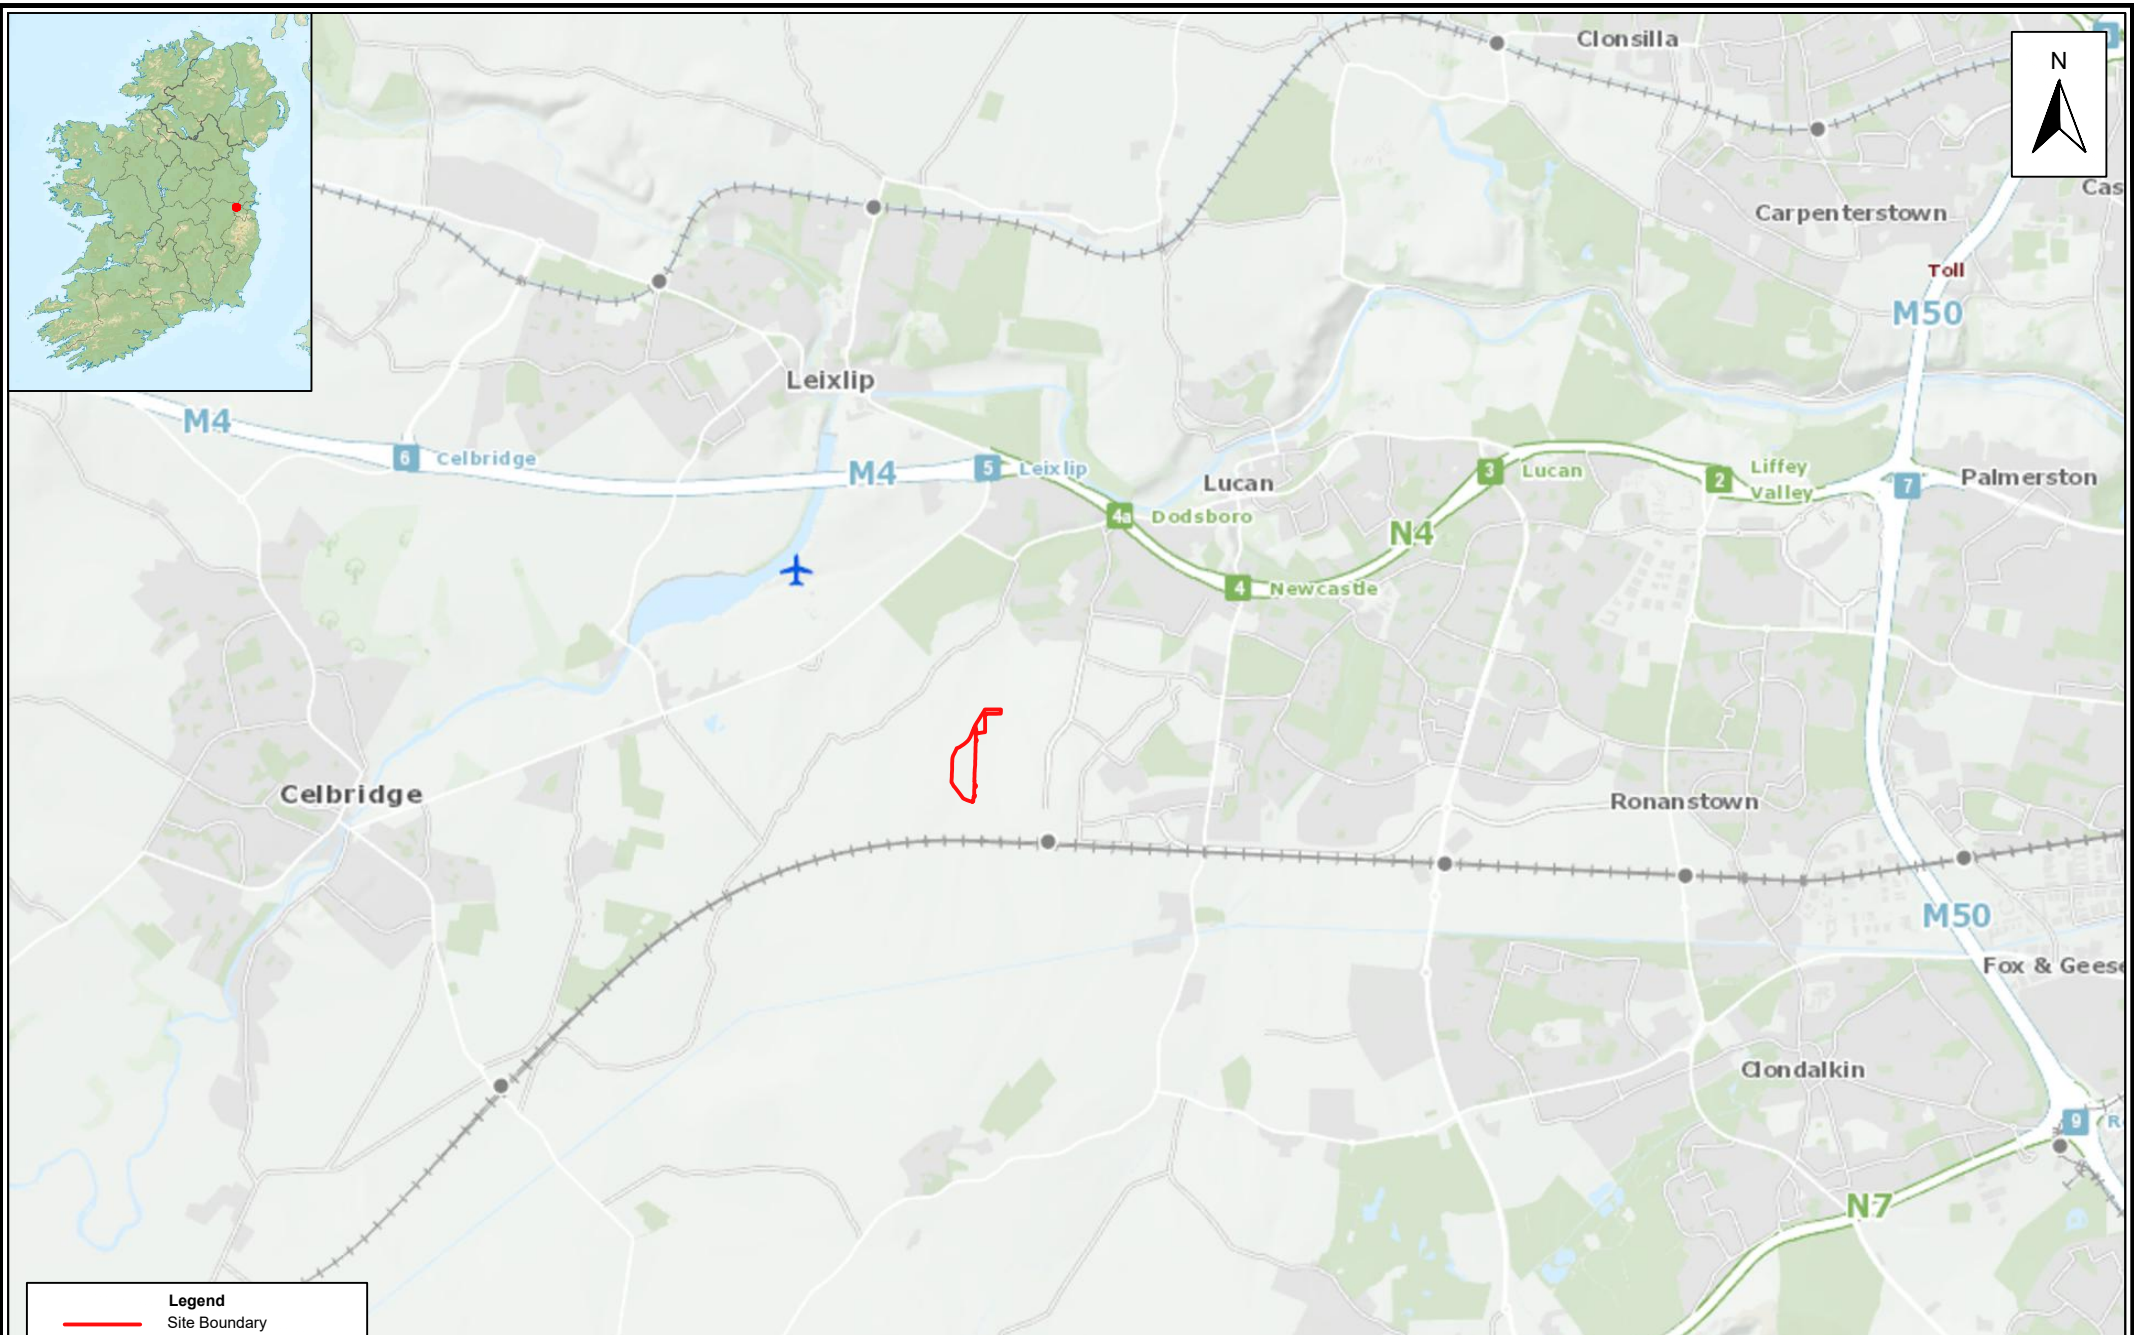 Clonsilla
N
Cas
Carpenterstown
Toll
M50
Leixlip
M4
6 Celbridge
M4
5 Leixlip
Lucan
3 Lucan
2 Liffey
Valley
7
Palmerston
4a Dodsboro
N4
4 Newcastle
Celbridge
Ronanstown
M50
Fox & Geese
Clondalkin
9 R
N7
Legend
Site Boundary